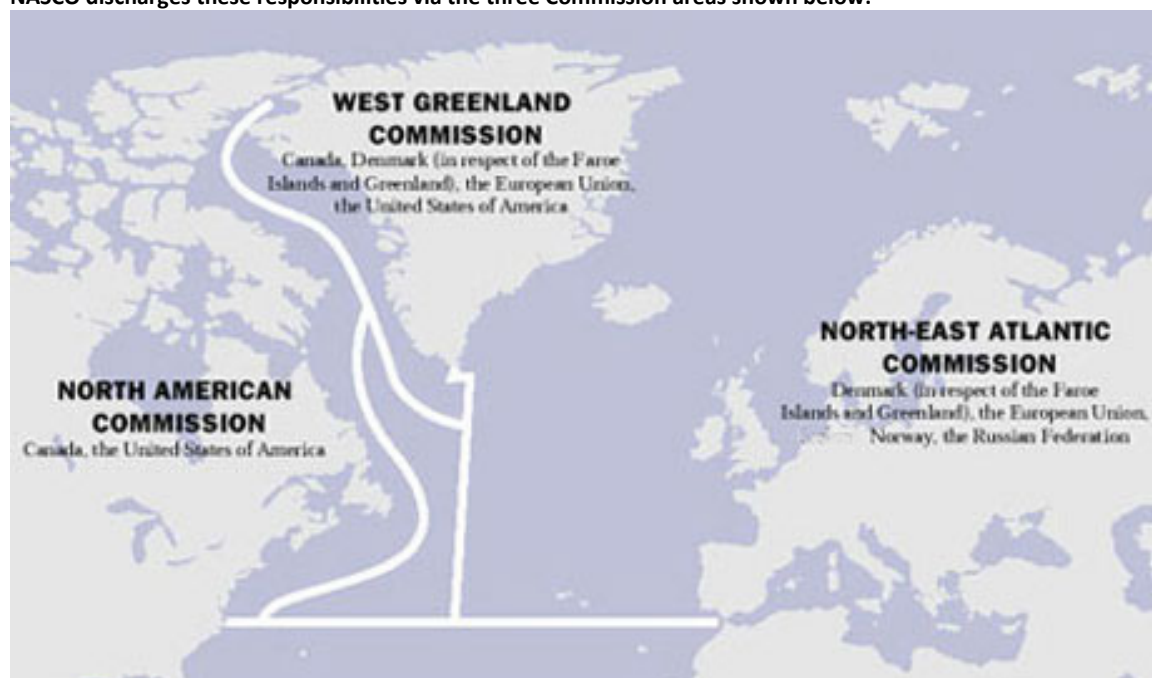 NASCO discharges these responsibilities via the three Commission areas shown below:
WEST GREENLAND
COMMISSION
Canada, Denmark (in respect of the Faroe
Islands and Greenland), the European Union,
the United States of America
NORTH-EAST ATLANTIC
COMMISSION
Denmark (in respect of the Faroe
Islands and Greenland), the European Union,
Norway, the Russian Federation
NORTH AMERICAN
COMMISSION
Canada, the United States of America